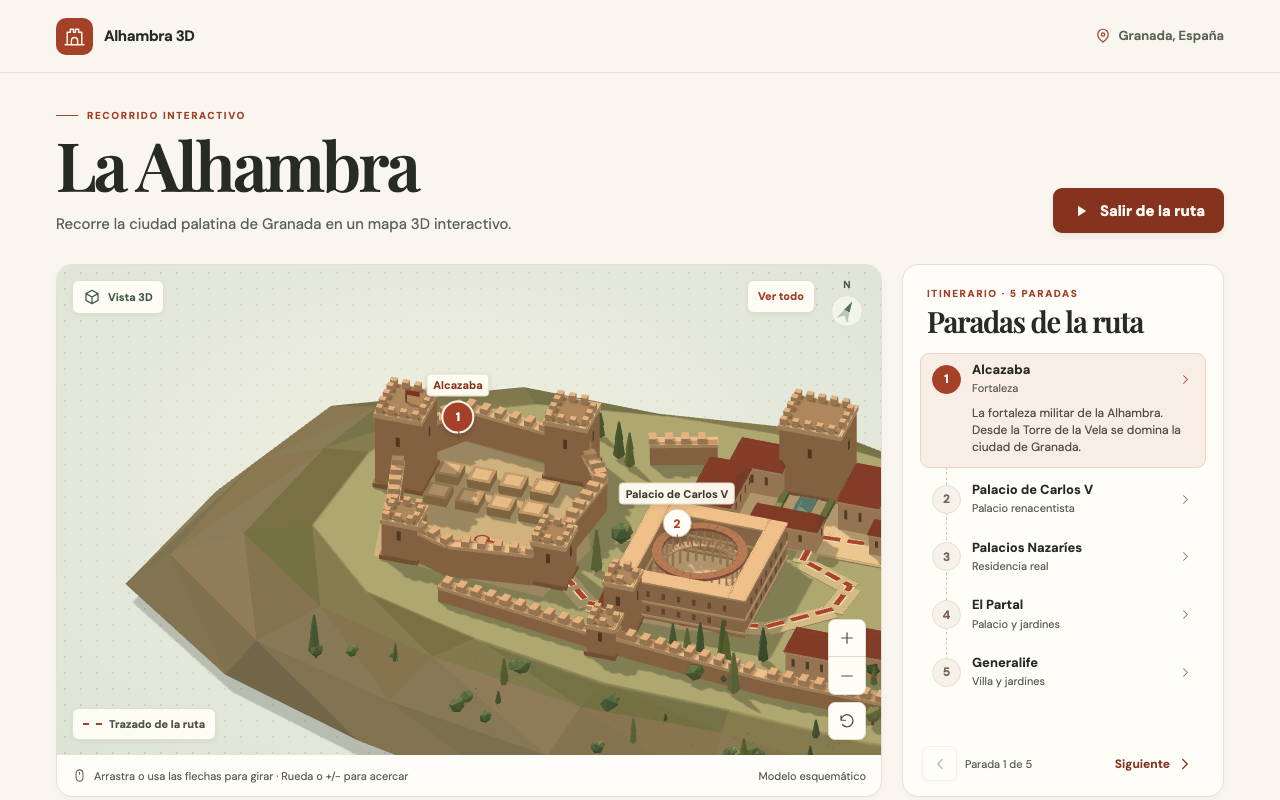 Alhambra 3D
Granada, España
RECORRIDO INTERACTIVO
La Alhambra
Recorre la ciudad palatina de Granada en un mapa 3D interactivo.
Salir de la ruta
Vista 3D
Ver todo
N
Alcazaba
1
Palacio de Carlos V
2
Trazado de la ruta
Arrastra o usa las flechas para girar · Rueda o +/− para acercar
Modelo esquemático
ITINERARIO · 5 PARADAS
Paradas de la ruta
1
Alcazaba
Fortaleza
La fortaleza militar de la Alhambra.
Desde la Torre de la Vela se domina la
ciudad de Granada.
2
Palacio de Carlos V
Palacio renacentista
3
Palacios Nazaríes
Residencia real
4
El Partal
Palacio y jardines
5
Generalife
Villa y jardines
Parada 1 de 5
Siguiente